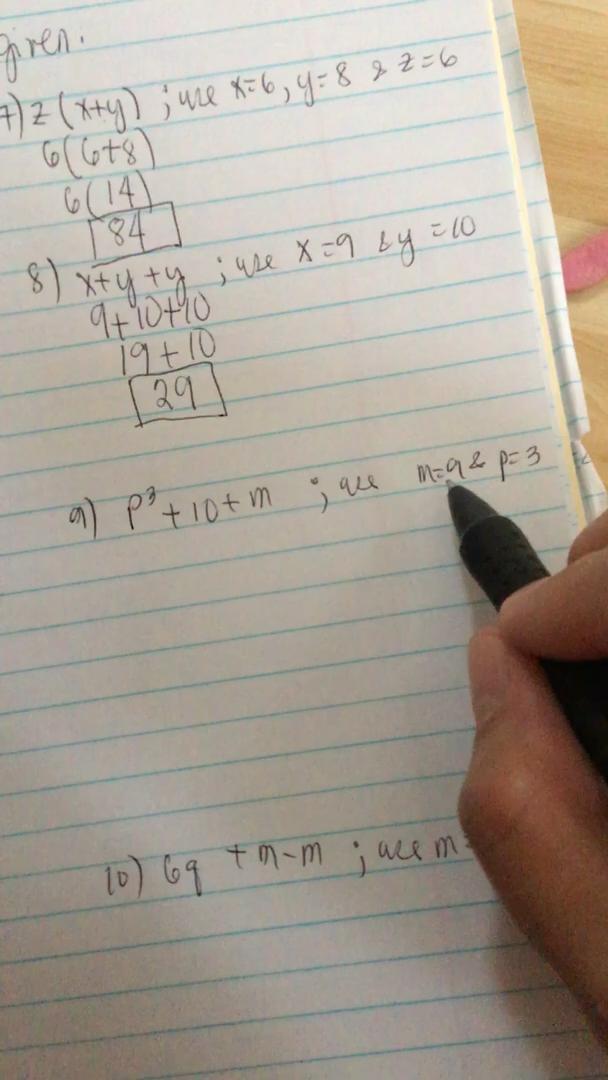 given.
7) z (x+y) ; use x=6, y=8 & z=6
6(6+8)
6(14)
84
8) x+y+y ; use x=9 & y=10
9+10+10
19+10
29
9) p³+10+m ; use m=9 & p=3
10) 6q + m-m ; use m